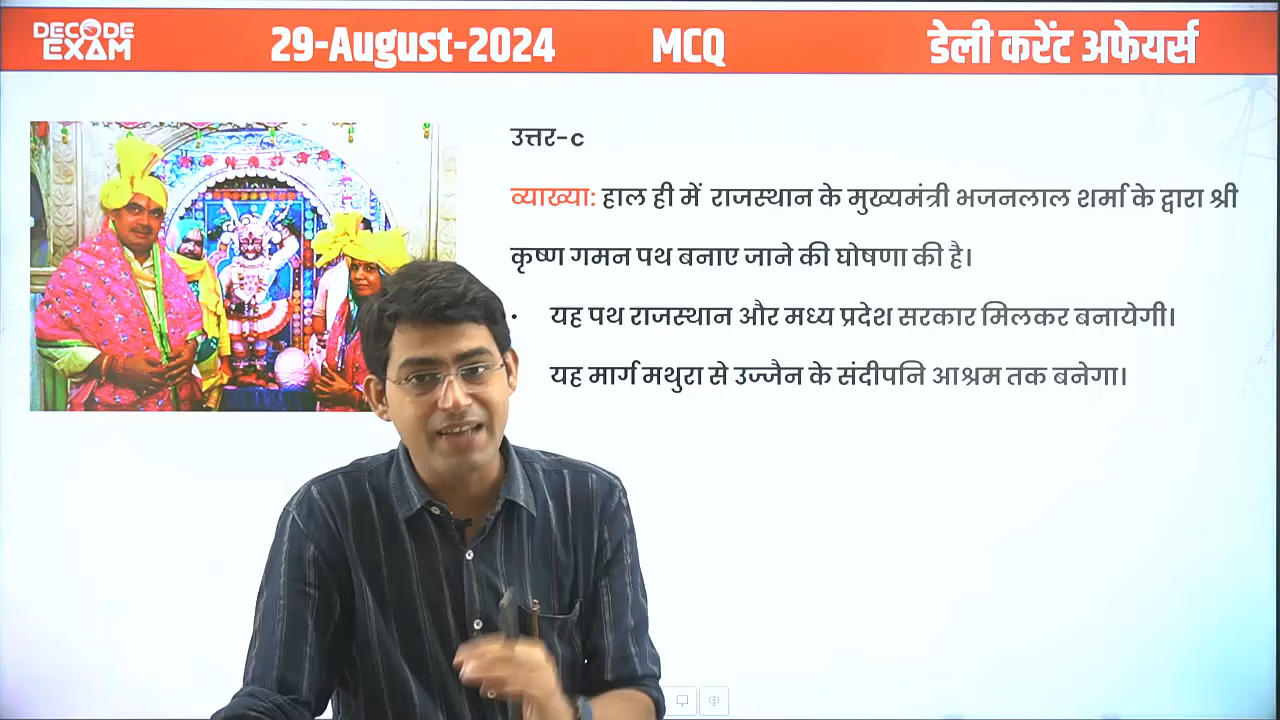 DECODE EXAM
29-August-2024 MCQ डेली करेंट अफेयर्स
उत्तर-c
व्याख्या: हाल ही में राजस्थान के मुख्यमंत्री भजनलाल शर्मा के द्वारा श्री
कृष्ण गमन पथ बनाए जाने की घोषणा की है।
• यह पथ राजस्थान और मध्य प्रदेश सरकार मिलकर बनायेगी।
यह मार्ग मथुरा से उज्जैन के संदीपनि आश्रम तक बनेगा।